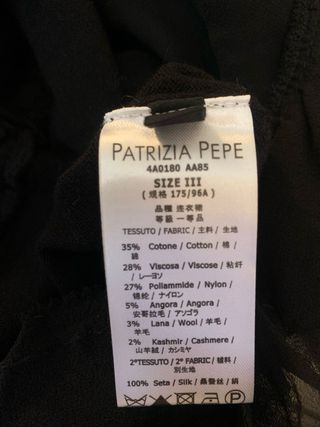 PATRIZIA PEPE
4A0180 AA85
SIZE III
(规格 175/96A)
品種 连衣裙
等级 一等品
TESSUTO / FABRIC / 主料 / 生地
35% Cotone / Cotton / 棉 /
綿
28% Viscosa / Viscose / 粘纤
/ レーヨン
27% Poliammide / Nylon /
锦纶 / ナイロン
5% Angora / Angora /
安哥拉毛 / アンゴラ
3% Lana / Wool / 羊毛 /
羊毛
2% Kashmir / Cashmere /
山羊绒 / カシミヤ
2°TESSUTO / 2° FABRIC / 辅料 /
別生地
100% Seta / Silk / 桑蚕丝 / 絹